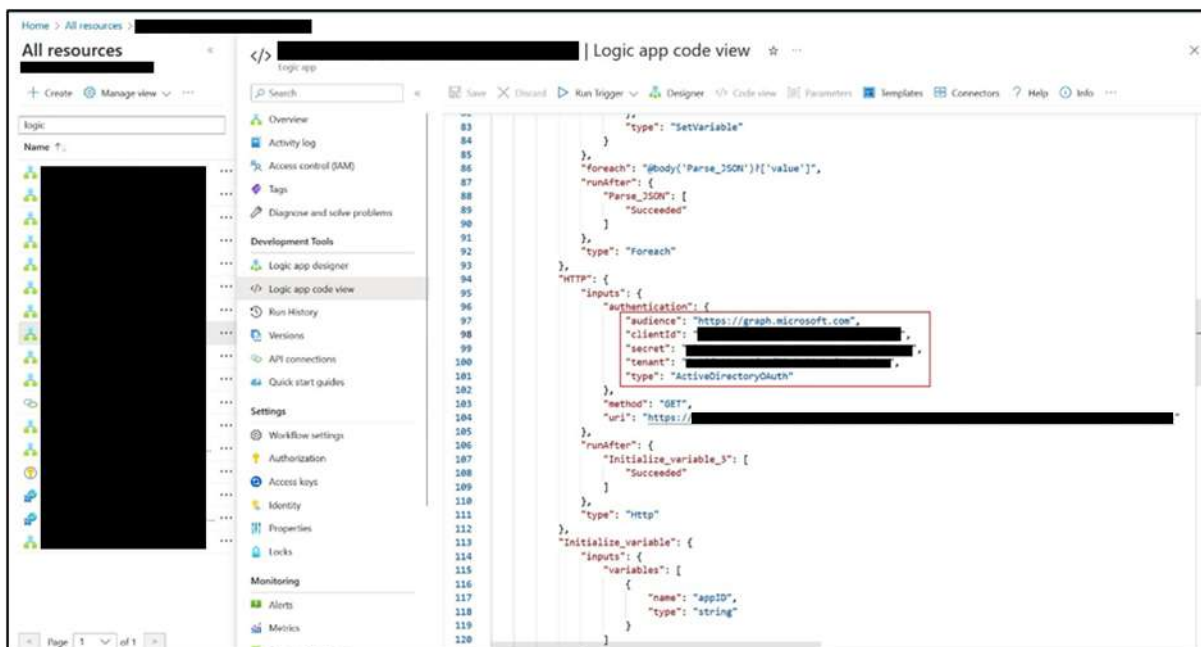 Home > All resources >
All resources
«
+ Create Manage view ...
logic
Name ↑↓
Page 1 of 1
</> | Logic app code view ☆ ...
Logic app
Search
«
Overview
Activity log
Access control (IAM)
Tags
Diagnose and solve problems
Development Tools
Logic app designer
Logic app code view
Run History
Versions
API connections
Quick start guides
Settings
Workflow settings
Authorization
Access keys
Identity
Properties
Locks
Monitoring
Alerts
Metrics
Save Discard Run Trigger Designer Code view Parameters Templates Connectors Help Info ...
83 "type": "SetVariable"
84 }
85 },
86 "foreach": "@body('Parse_JSON')?['value']",
87 "runAfter": {
88 "Parse_JSON": [
89 "Succeeded"
90 ]
91 },
92 "type": "Foreach"
93 },
94 "HTTP": {
95 "inputs": {
96 "authentication": {
97 "audience": "https://graph.microsoft.com",
98 "clientId": " ",
99 "secret": " ",
100 "tenant": " ",
101 "type": "ActiveDirectoryOAuth"
102 },
103 "method": "GET",
104 "uri": "https:// "
105 },
106 "runAfter": {
107 "Initialize_variable_5": [
108 "Succeeded"
109 ]
110 },
111 "type": "Http"
112 },
113 "Initialize_variable": {
114 "inputs": {
115 "variables": [
116 {
117 "name": "appID",
118 "type": "string"
119 }
120 ]